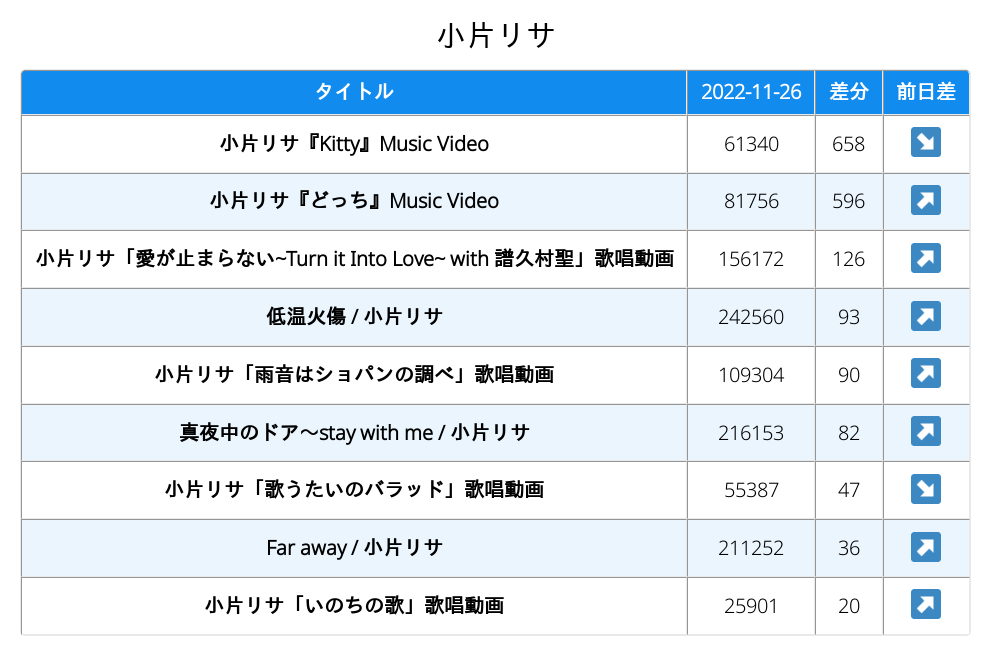 小片リサ
タイトル 2022-11-26 差分 前日差
小片リサ『Kitty』Music Video 61340 658 ↘
小片リサ『どっち』Music Video 81756 596 ↗
小片リサ「愛が止まらない~Turn it Into Love~ with 譜久村聖」歌唱動画 156172 126 ↗
低温火傷 / 小片リサ 242560 93 ↗
小片リサ「雨音はショパンの調べ」歌唱動画 109304 90 ↗
真夜中のドア〜stay with me / 小片リサ 216153 82 ↗
小片リサ「歌うたいのバラッド」歌唱動画 55387 47 ↘
Far away / 小片リサ 211252 36 ↗
小片リサ「いのちの歌」歌唱動画 25901 20 ↗